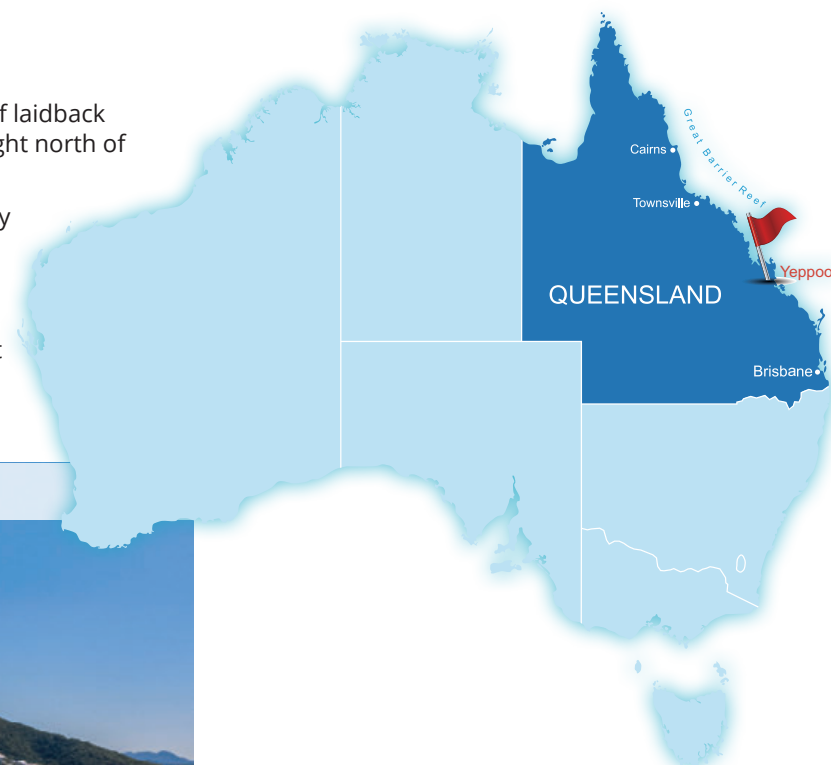 f laidback
ght north of
y
t
Great Barrier Reef
Cairns
Townsville
Yeppoo
QUEENSLAND
Brisbane